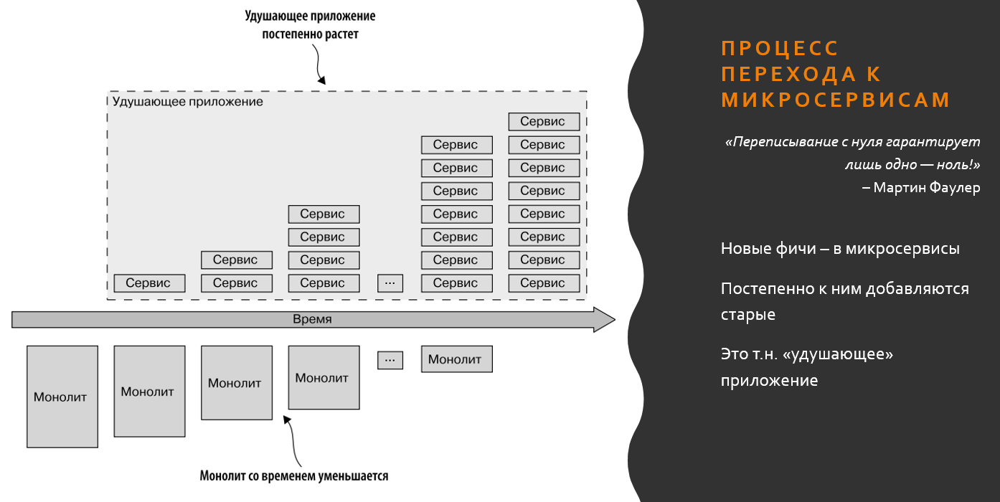 Удушающее приложение
постепенно растет
Удушающее приложение
Сервис
Сервис Сервис
Сервис Сервис
Сервис Сервис
Сервис Сервис Сервис
Сервис Сервис Сервис
Сервис Сервис Сервис Сервис
Сервис Сервис Сервис ... Сервис Сервис
Время
Монолит Монолит Монолит Монолит ... Монолит
Монолит со временем уменьшается
ПРОЦЕСС
ПЕРЕХОДА К
МИКРОСЕРВИСАМ
«Переписывание с нуля гарантирует
лишь одно — ноль!»
– Мартин Фаулер
Новые фичи – в микросервисы
Постепенно к ним добавляются
старые
Это т.н. «удушающее»
приложение